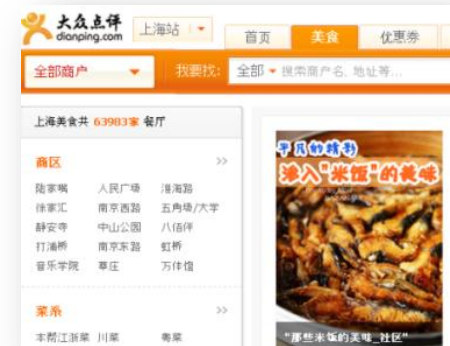 大众点评 dianping.com 上海站 首页 美食 优惠券
全部商户 我要找: 全部 搜索商户名、地址等...
上海美食共 63983家 餐厅
商区 >>
陆家嘴 人民广场 淮海路
徐家汇 南京西路 五角场/大学
静安寺 中山公园 八佰伴
打浦桥 南京东路 虹桥
音乐学院 莘庄 万体馆
菜系 >>
本帮江浙菜 川菜 粤菜
平凡的精彩
渗入"米饭"的美味
"那些米饭的美味_社区"